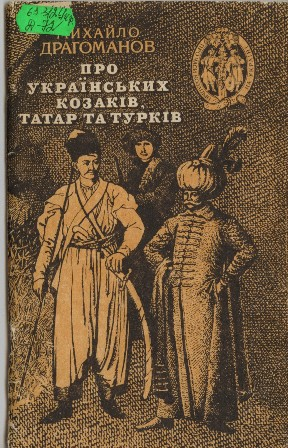 МИХАЙЛО
ДРАГОМАНОВ
ПРО
УКРАЇНСЬКИХ
КОЗАКІВ,
ТАТАР ТА ТУРКІВ